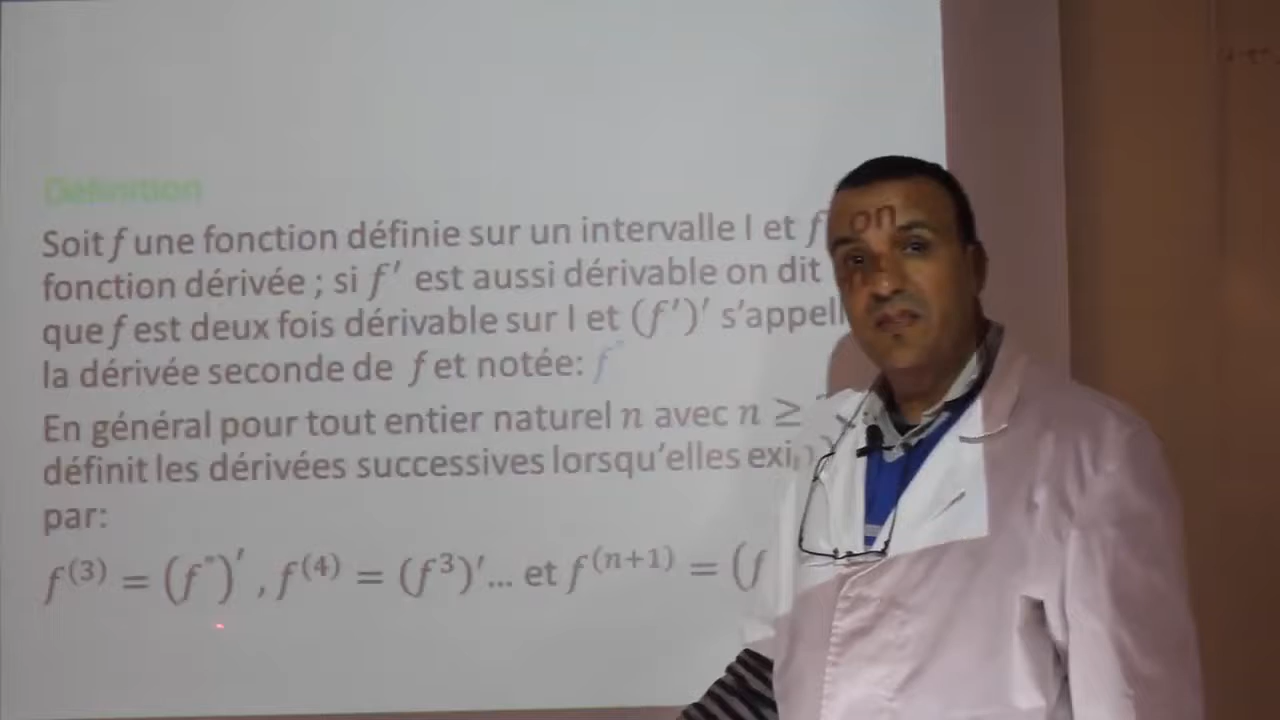 Définition
Soit f une fonction définie sur un intervalle I et f on
fonction dérivée ; si f′ est aussi dérivable on dit
que f est deux fois dérivable sur I et (f′)′ s’appell
la dérivée seconde de f et notée: f"
En général pour tout entier naturel n avec n ≥
définit les dérivées successives lorsqu’elles exi
par:
f⁽³⁾ = (f")′ , f⁽⁴⁾ = (f³)′... et f⁽ⁿ⁺¹⁾ = (f